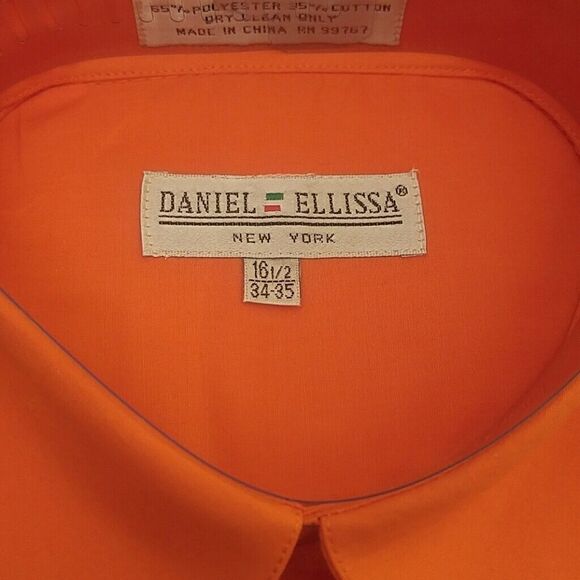 65% POLYESTER 35% COTTON
DRY CLEAN ONLY
MADE IN CHINA RN 99767
DANIEL ELLISSA®
NEW YORK
16 1/2
34-35